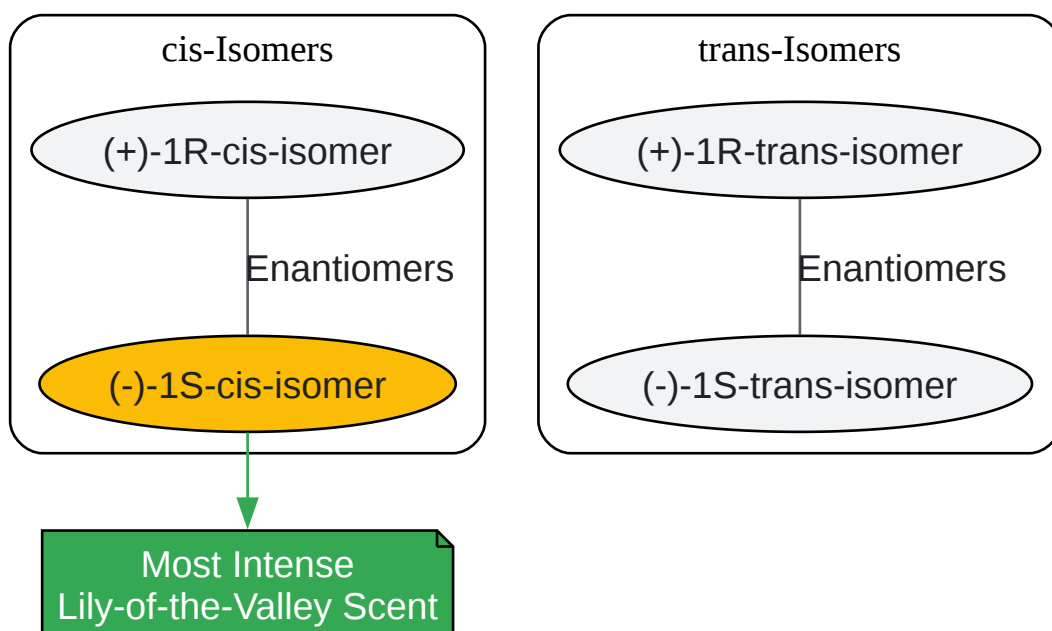 cis-Isomers
(+)-1R-cis-isomer
Enantiomers
(-)-1S-cis-isomer
Most Intense
Lily-of-the-Valley Scent
trans-Isomers
(+)-1R-trans-isomer
Enantiomers
(-)-1S-trans-isomer